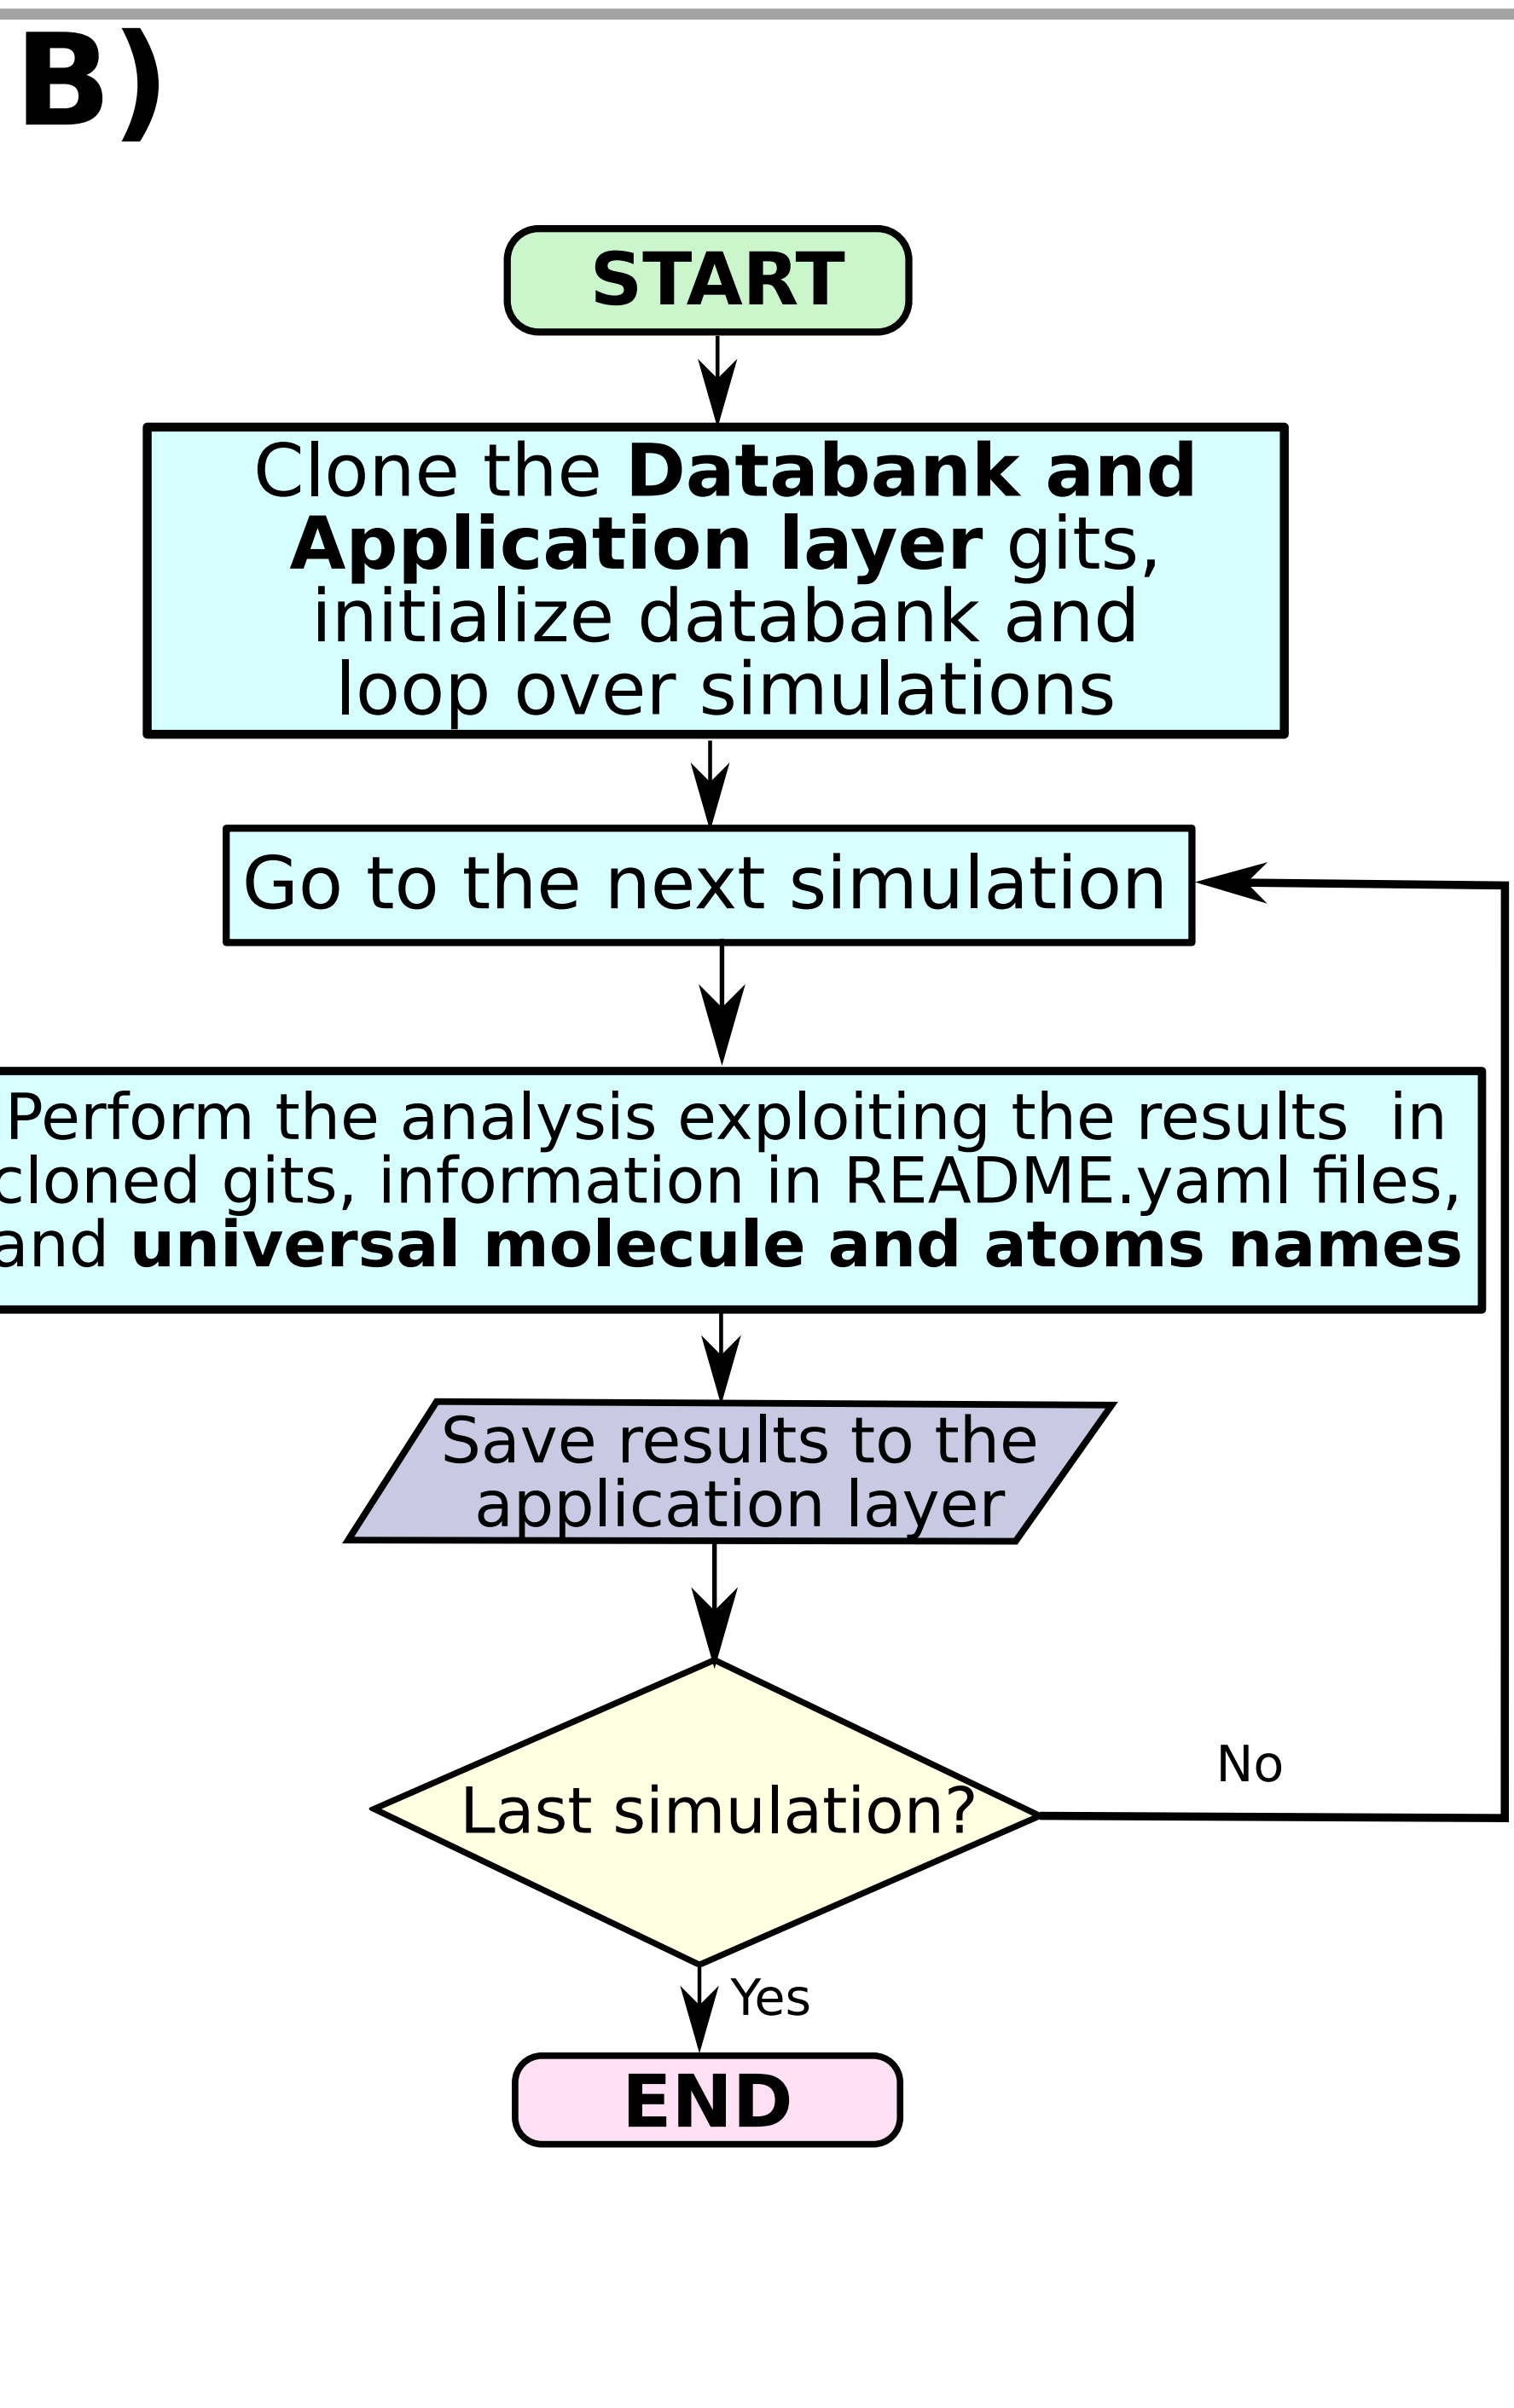 B)
START
Clone the Databank and
Application layer gits,
initialize databank and
loop over simulations
Go to the next simulation
Perform the analysis exploiting the results in
cloned gits, information in README.yaml files,
and universal molecule and atoms names
Save results to the
application layer
Last simulation?
No
Yes
END